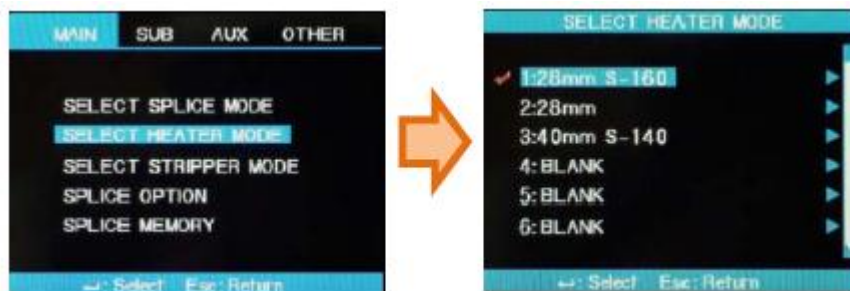 MAIN SUB AUX OTHER
SELECT SPLICE MODE
SELECT HEATER MODE
SELECT STRIPPER MODE
SPLICE OPTION
SPLICE MEMORY
↵: Select Esc: Return
SELECT HEATER MODE
1:28mm S-160
2:28mm
3:40mm S-140
4:BLANK
5:BLANK
6:BLANK
↵: Select Esc: Return